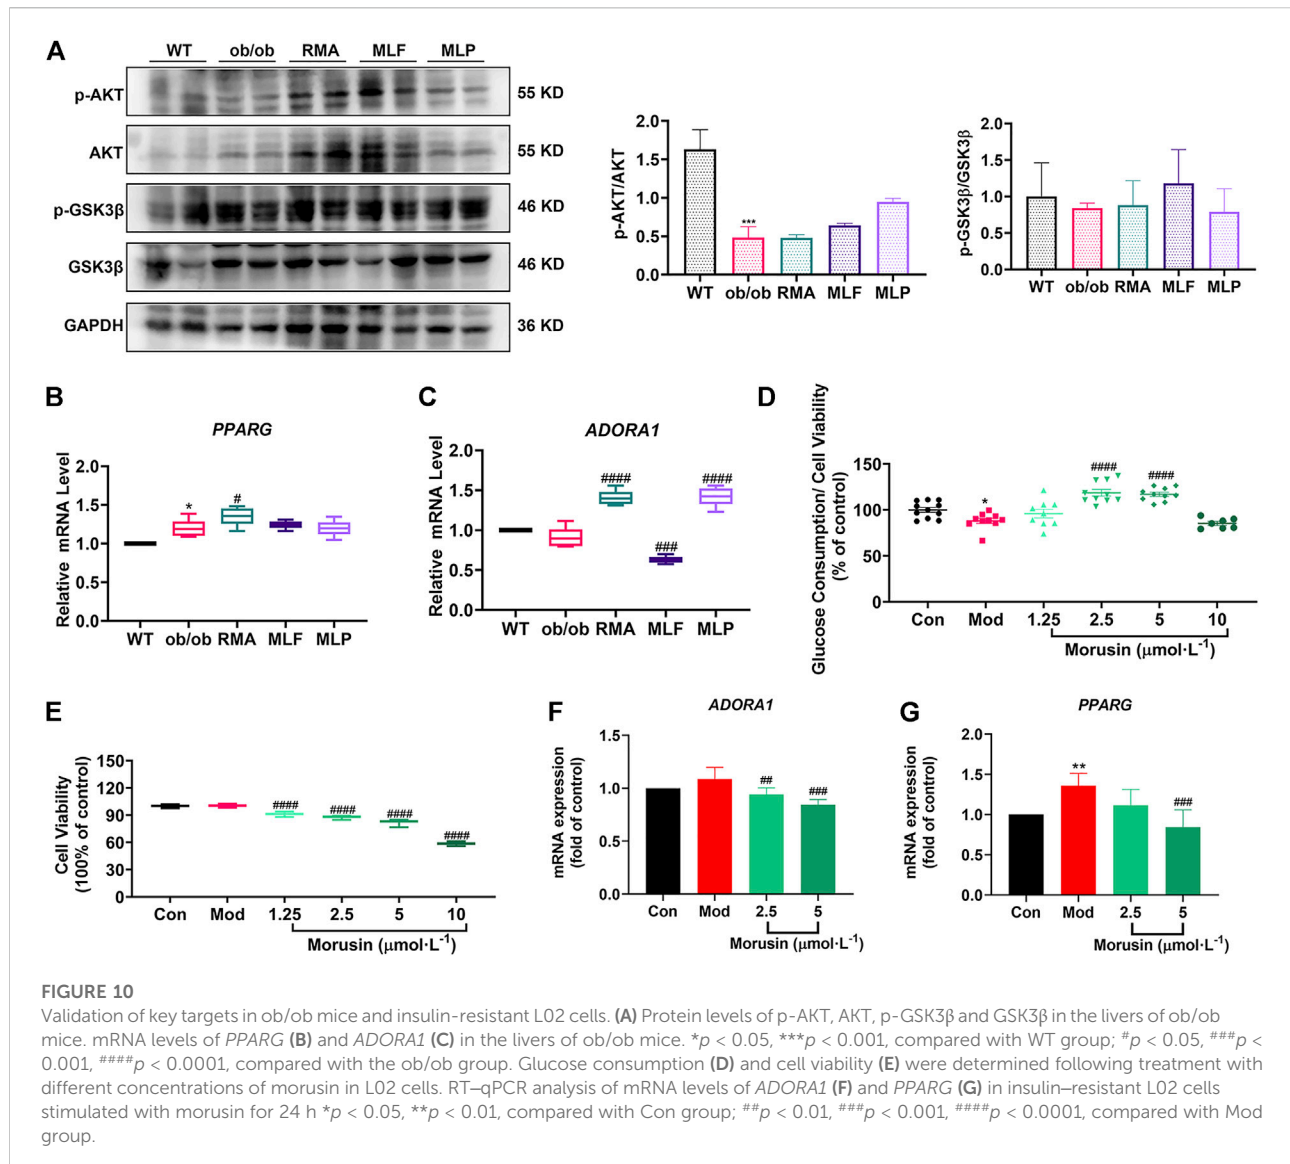 A
WT ob/ob RMA MLF MLP
p-AKT 55 KD
AKT 55 KD
p-GSK3β 46 KD
GSK3β 46 KD
GAPDH 36 KD
p-AKT/AKT
2.0
1.5
1.0
0.5
0.0
***
WT ob/ob RMA MLF MLP
p-GSK3β/GSK3β
2.0
1.5
1.0
0.5
0.0
WT ob/ob RMA MLF MLP
B
PPARG
Relative mRNA Level
2.0
1.5
1.0
0.5
0.0
* #
WT ob/ob RMA MLF MLP
C
ADORA1
Relative mRNA Level
2.0
1.5
1.0
0.5
0.0
#### ### ####
WT ob/ob RMA MLF MLP
D
Glucose Consumption/ Cell Viability
(% of control)
150
100
50
0
* #### ####
Con Mod 1.25 2.5 5 10
Morusin (μmol·L⁻¹)
E
Cell Viability
(100% of control)
150
120
90
60
30
0
#### #### #### ####
Con Mod 1.25 2.5 5 10
Morusin (μmol·L⁻¹)
F
ADORA1
mRNA expression
(fold of control)
1.5
1.0
0.5
0.0
## ###
Con Mod 2.5 5
Morusin (μmol·L⁻¹)
G
PPARG
mRNA expression
(fold of control)
2.0
1.5
1.0
0.5
0.0
** ###
Con Mod 2.5 5
Morusin (μmol·L⁻¹)
FIGURE 10
Validation of key targets in ob/ob mice and insulin-resistant L02 cells. (A) Protein levels of p-AKT, AKT, p-GSK3β and GSK3β in the livers of ob/ob
mice. mRNA levels of PPARG (B) and ADORA1 (C) in the livers of ob/ob mice. *p < 0.05, ***p < 0.001, compared with WT group; #p < 0.05, ###p <
0.001, ####p < 0.0001, compared with the ob/ob group. Glucose consumption (D) and cell viability (E) were determined following treatment with
different concentrations of morusin in L02 cells. RT–qPCR analysis of mRNA levels of ADORA1 (F) and PPARG (G) in insulin–resistant L02 cells
stimulated with morusin for 24 h *p < 0.05, **p < 0.01, compared with Con group; ##p < 0.01, ###p < 0.001, ####p < 0.0001, compared with Mod
group.